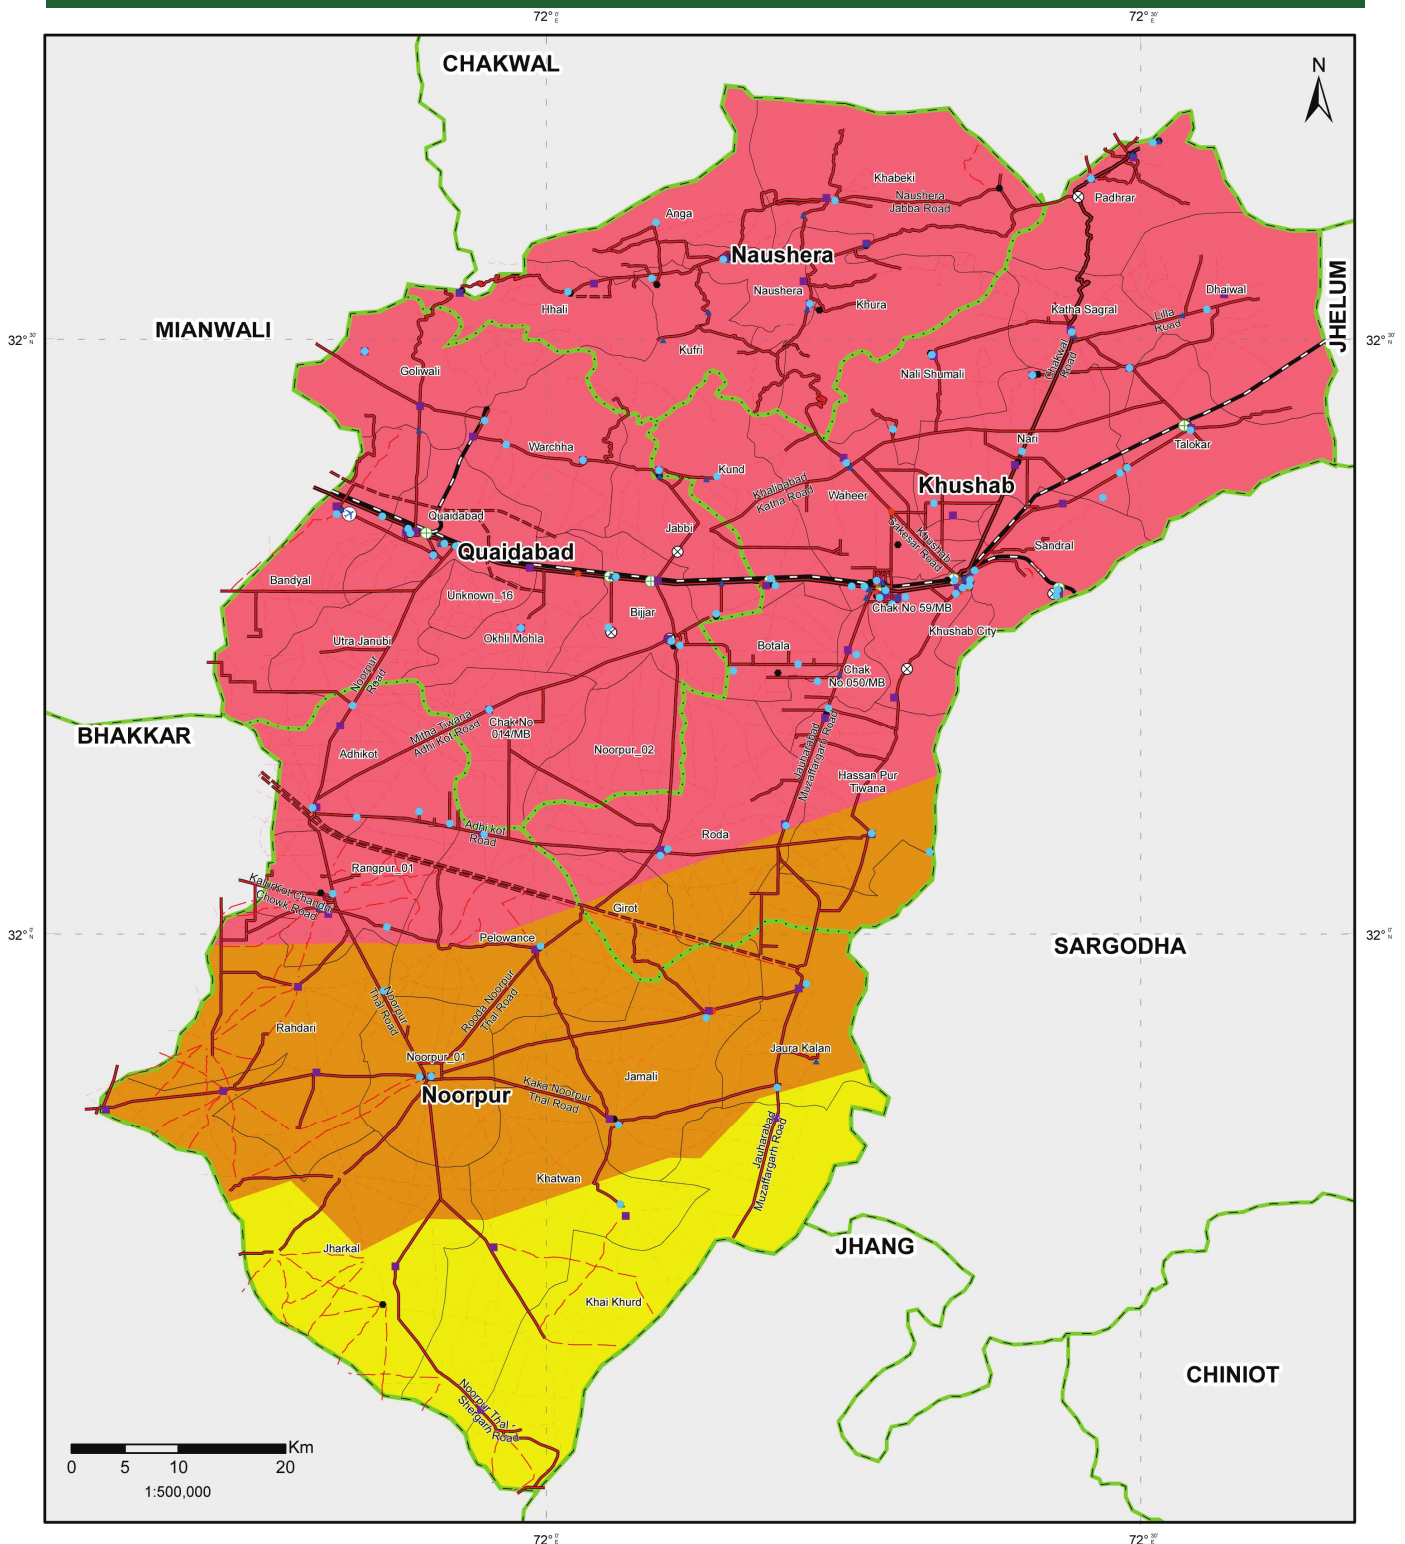 72° 0' E
72° 30' E
CHAKWAL
N
Khabeki
Naushera
Jabba Road
Padhrar
Anga
Naushera
Naushera
Khura
Dhaiwal
JHELUM
Hhali
Katha Sagral
Lilla
Road
MIANWALI
32° 30' N
32° 30' N
Kufri
Chakwal
Road
Goliwali
Nali Shumali
Nari
Talokar
Warchha
Kund
Khaliqabad
Katha Road
Waheer
Khushab
Quaidabad
Jabbi
Khushab
Sakesar Road
Sandral
Quaidabad
Bandyal
Unknown_16
Bijjar
Chak No 59/MB
Okhli Mohla
Khushab City
Utra Janubi
Botala
Noorpur
Road
Chak
No 050/MB
BHAKKAR
Mitha Tiwana
Adhi Kot Road
Chak No
014/MB
Noorpur_02
Adhikot
Jauharabad
Muzaffargarh Road
Hassan Pur
Tiwana
Adhi kot
Road
Roda
Rangpur_01
Kallurkot Chandni
Chowk Road
Girot
32° 0' N
32° 0' N
Pelowance
SARGODHA
Noorpur
Thal Road
Rooda Noorpur
Thal Road
Rahdari
Jaura Kalan
Noorpur_01
Jamali
Noorpur
Kaka Noorpur
Thal Road
Jauharabad
Muzaffargarh Road
Khatwan
Jharkal
JHANG
Khai Khurd
CHINIOT
Noorpur Thal -
Shergarh Road
Km
0 5 10 20
1:500,000
72° 0' E
72° 30' E